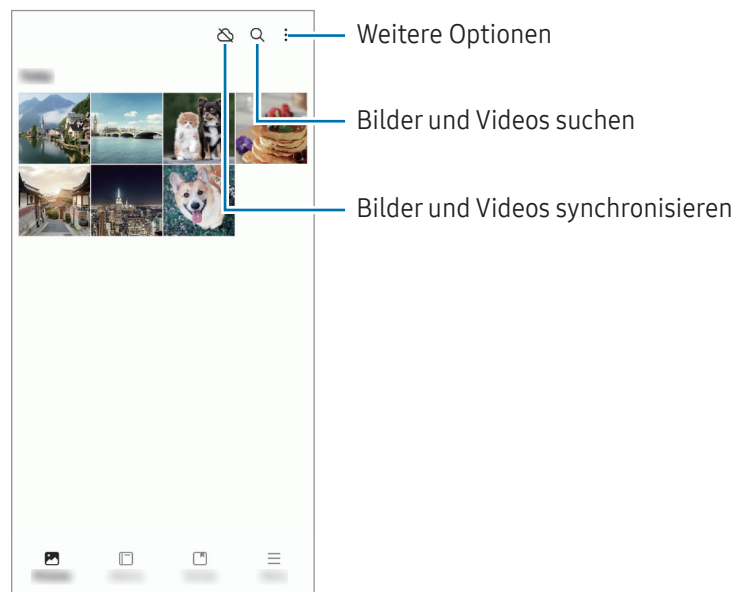 Weitere Optionen
Bilder und Videos suchen
Bilder und Videos synchronisieren